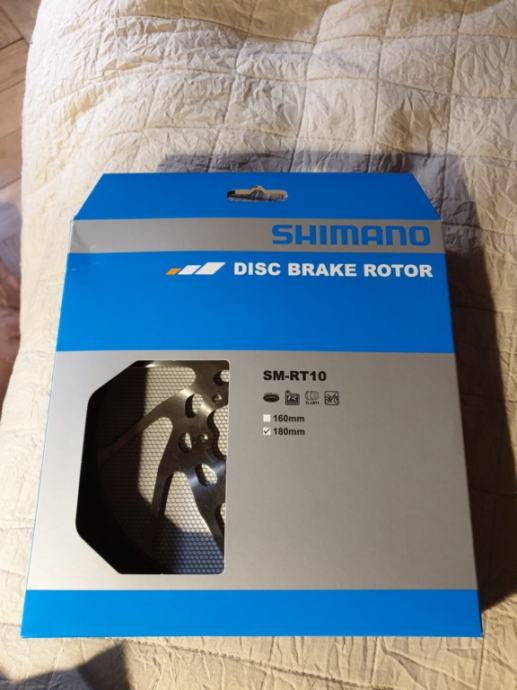 SHIMANO
DISC BRAKE ROTOR
SM-RT10
160mm
180mm